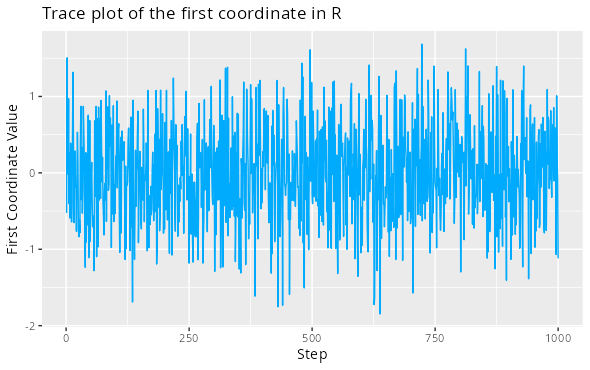 Trace plot of the first coordinate in R
First Coordinate Value
1
0
-1
-2
0 250 500 750 1000
Step